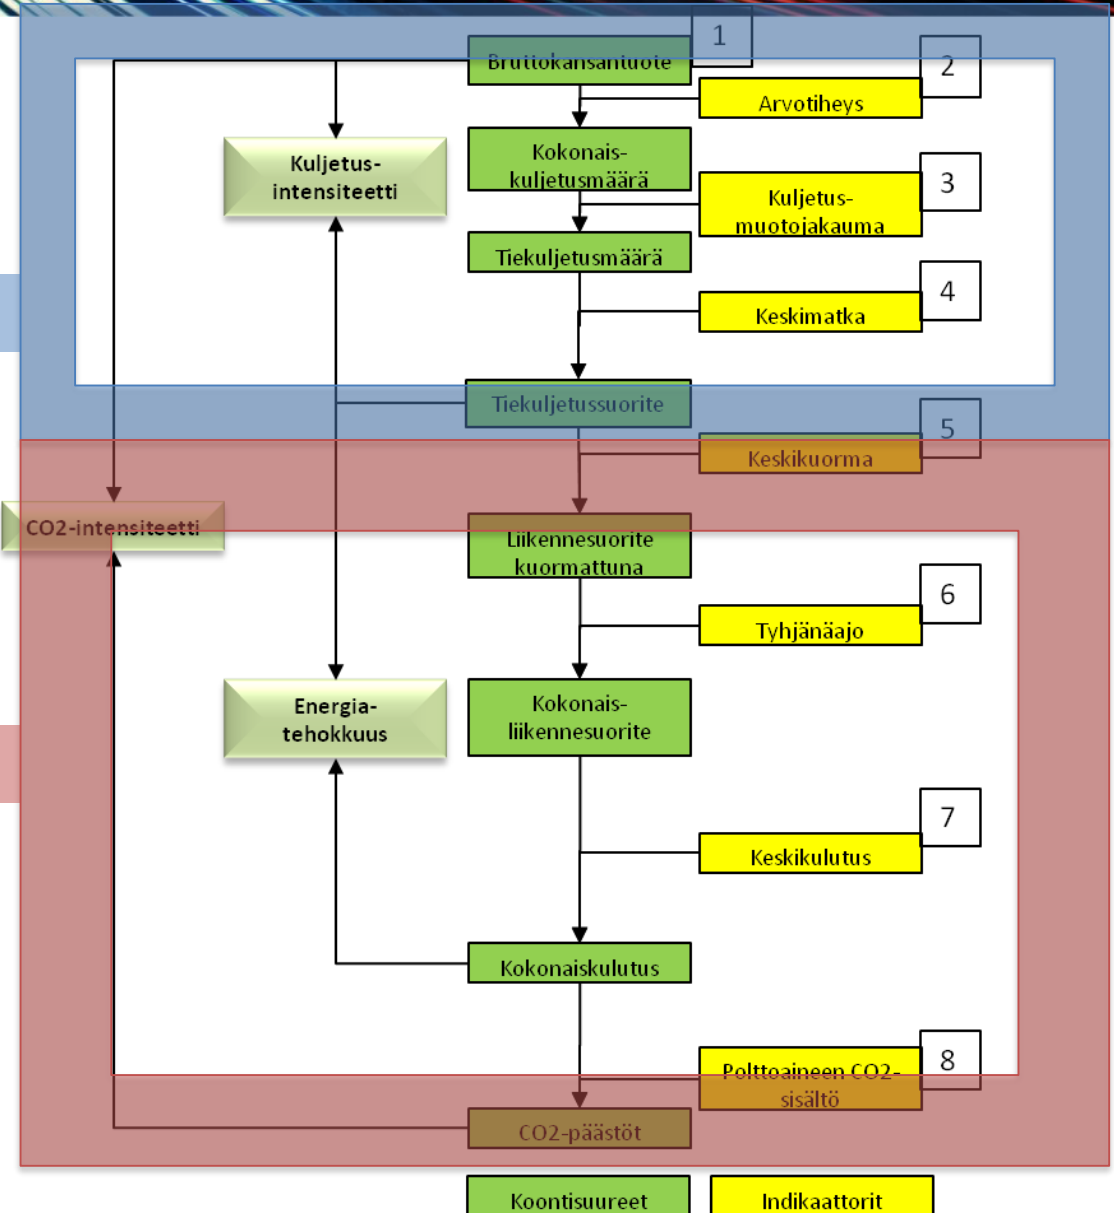 1
Bruttokansantuote
2
Arvotiheys
Kokonais-
kuljetusmäärä
Kuljetus-
intensiteetti
3
Kuljetus-
muotojakauma
Tiekuljetusmäärä
4
Keskimatka
Tiekuljetussuorite
5
Keskikuorma
CO2-intensiteetti
Liikennesuorite
kuormattuna
6
Tyhjänäajo
Energia-
tehokkuus
Kokonais-
liikennesuorite
7
Keskikulutus
Kokonaiskulutus
8
Polttoaineen CO2-
sisältö
CO2-päästöt
Koontisuureet
Indikaattorit